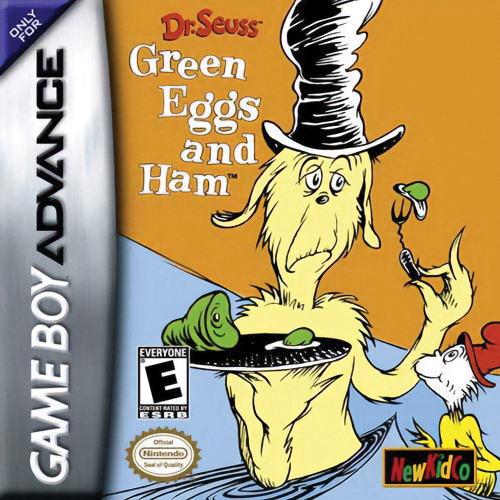 ONLY
FOR
GAME BOY ADVANCE
Dr. Seuss™
Green
Eggs
and
Ham™
EVERYONE
E
CONTENT RATED BY
ESRB
Official
Nintendo
Seal of Quality
NewKidCo